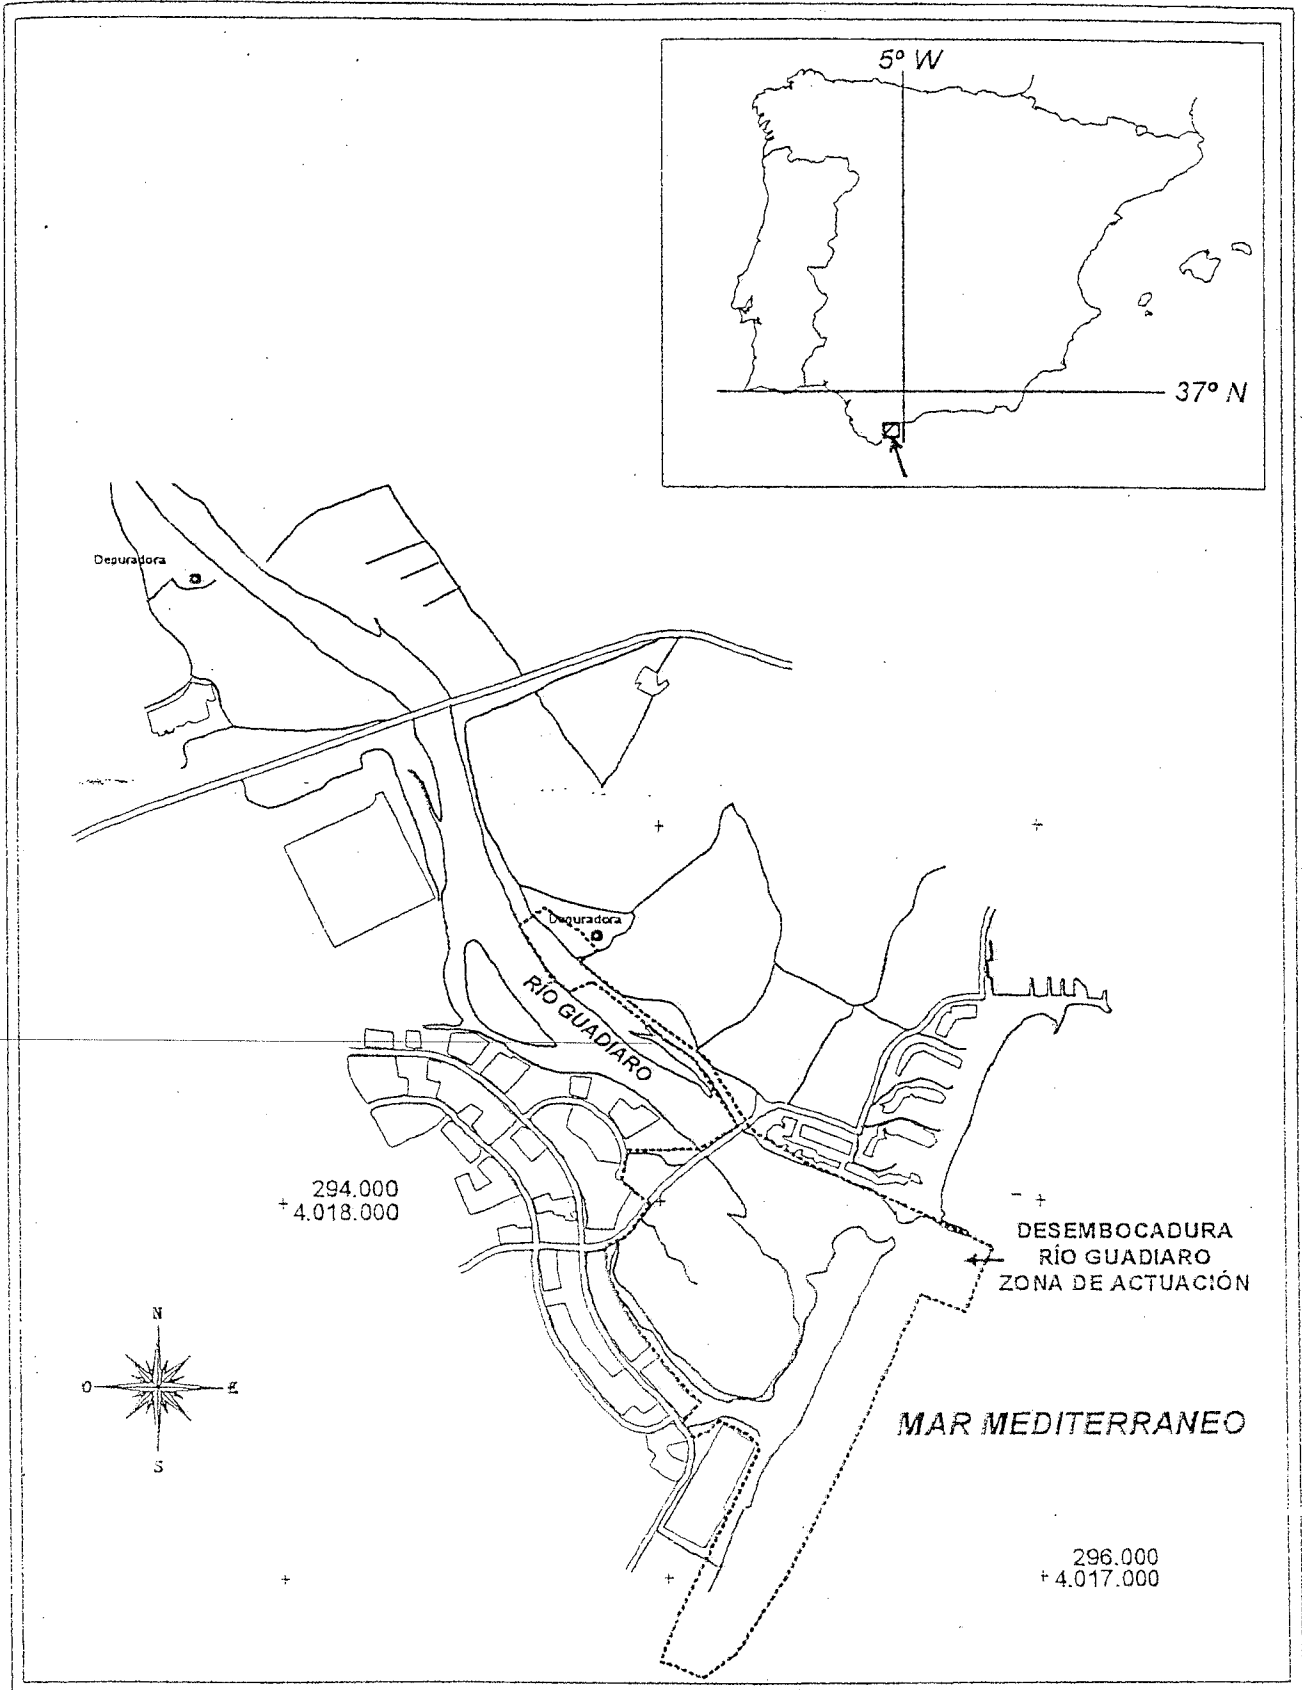 5º W
37º N
Depuradora
Depuradora
RÍO GUADIARO
294.000
4.018.000
DESEMBOCADURA
RÍO GUADIARO
ZONA DE ACTUACIÓN
N
O
E
S
MAR MEDITERRANEO
296.000
4.017.000